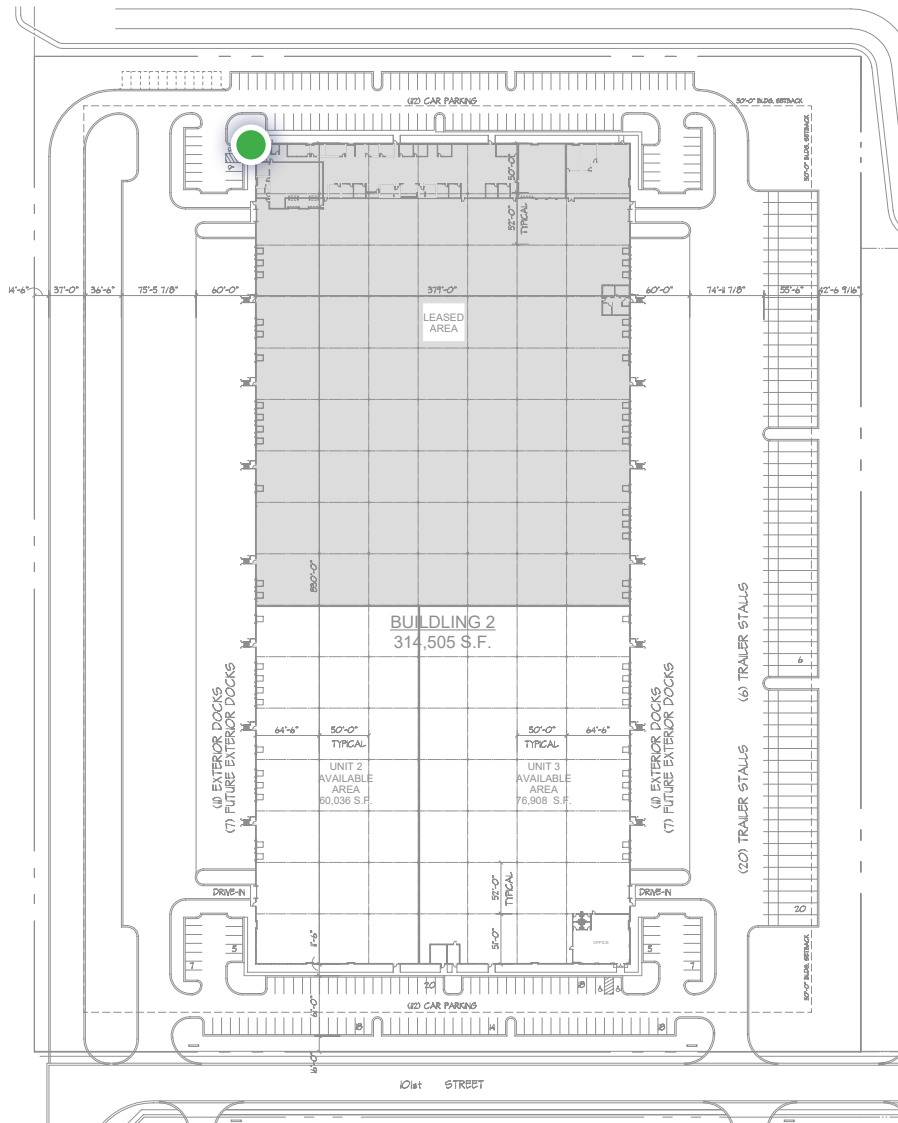 (112) CAR PARKING
50'-0" BLDG. SETBACK
50'-0" BLDG. SETBACK
9
50'-0"
52'-0"
TYPICAL
14'-6"
37'-0"
36'-6"
75'-5 7/8"
60'-0"
379'-0"
60'-0"
74'-11 7/8"
55'-6"
42'-6 9/16"
LEASED
AREA
830'-0"
BUILDLING 2
314,505 S.F.
(6) TRAILER STALLS
6
(11) EXTERIOR DOCKS
(7) FUTURE EXTERIOR DOCKS
64'-6"
50'-0"
TYPICAL
50'-0"
64'-6"
TYPICAL
(11) EXTERIOR DOCKS
(7) FUTURE EXTERIOR DOCKS
UNIT 2
AVAILABLE
AREA
60,036 S.F.
UNIT 3
AVAILABLE
AREA
76,908 S.F.
(20) TRAILER STALLS
20
DRIVE-IN
52'-0"
TYPICAL
DRIVE-IN
51'-0"
OFFICE
5
7
5
7
20
18
6
6
61'-0"
(112) CAR PARKING
50'-0" BLDG. SETBACK
18
14
18
16'-0"
101st STREET